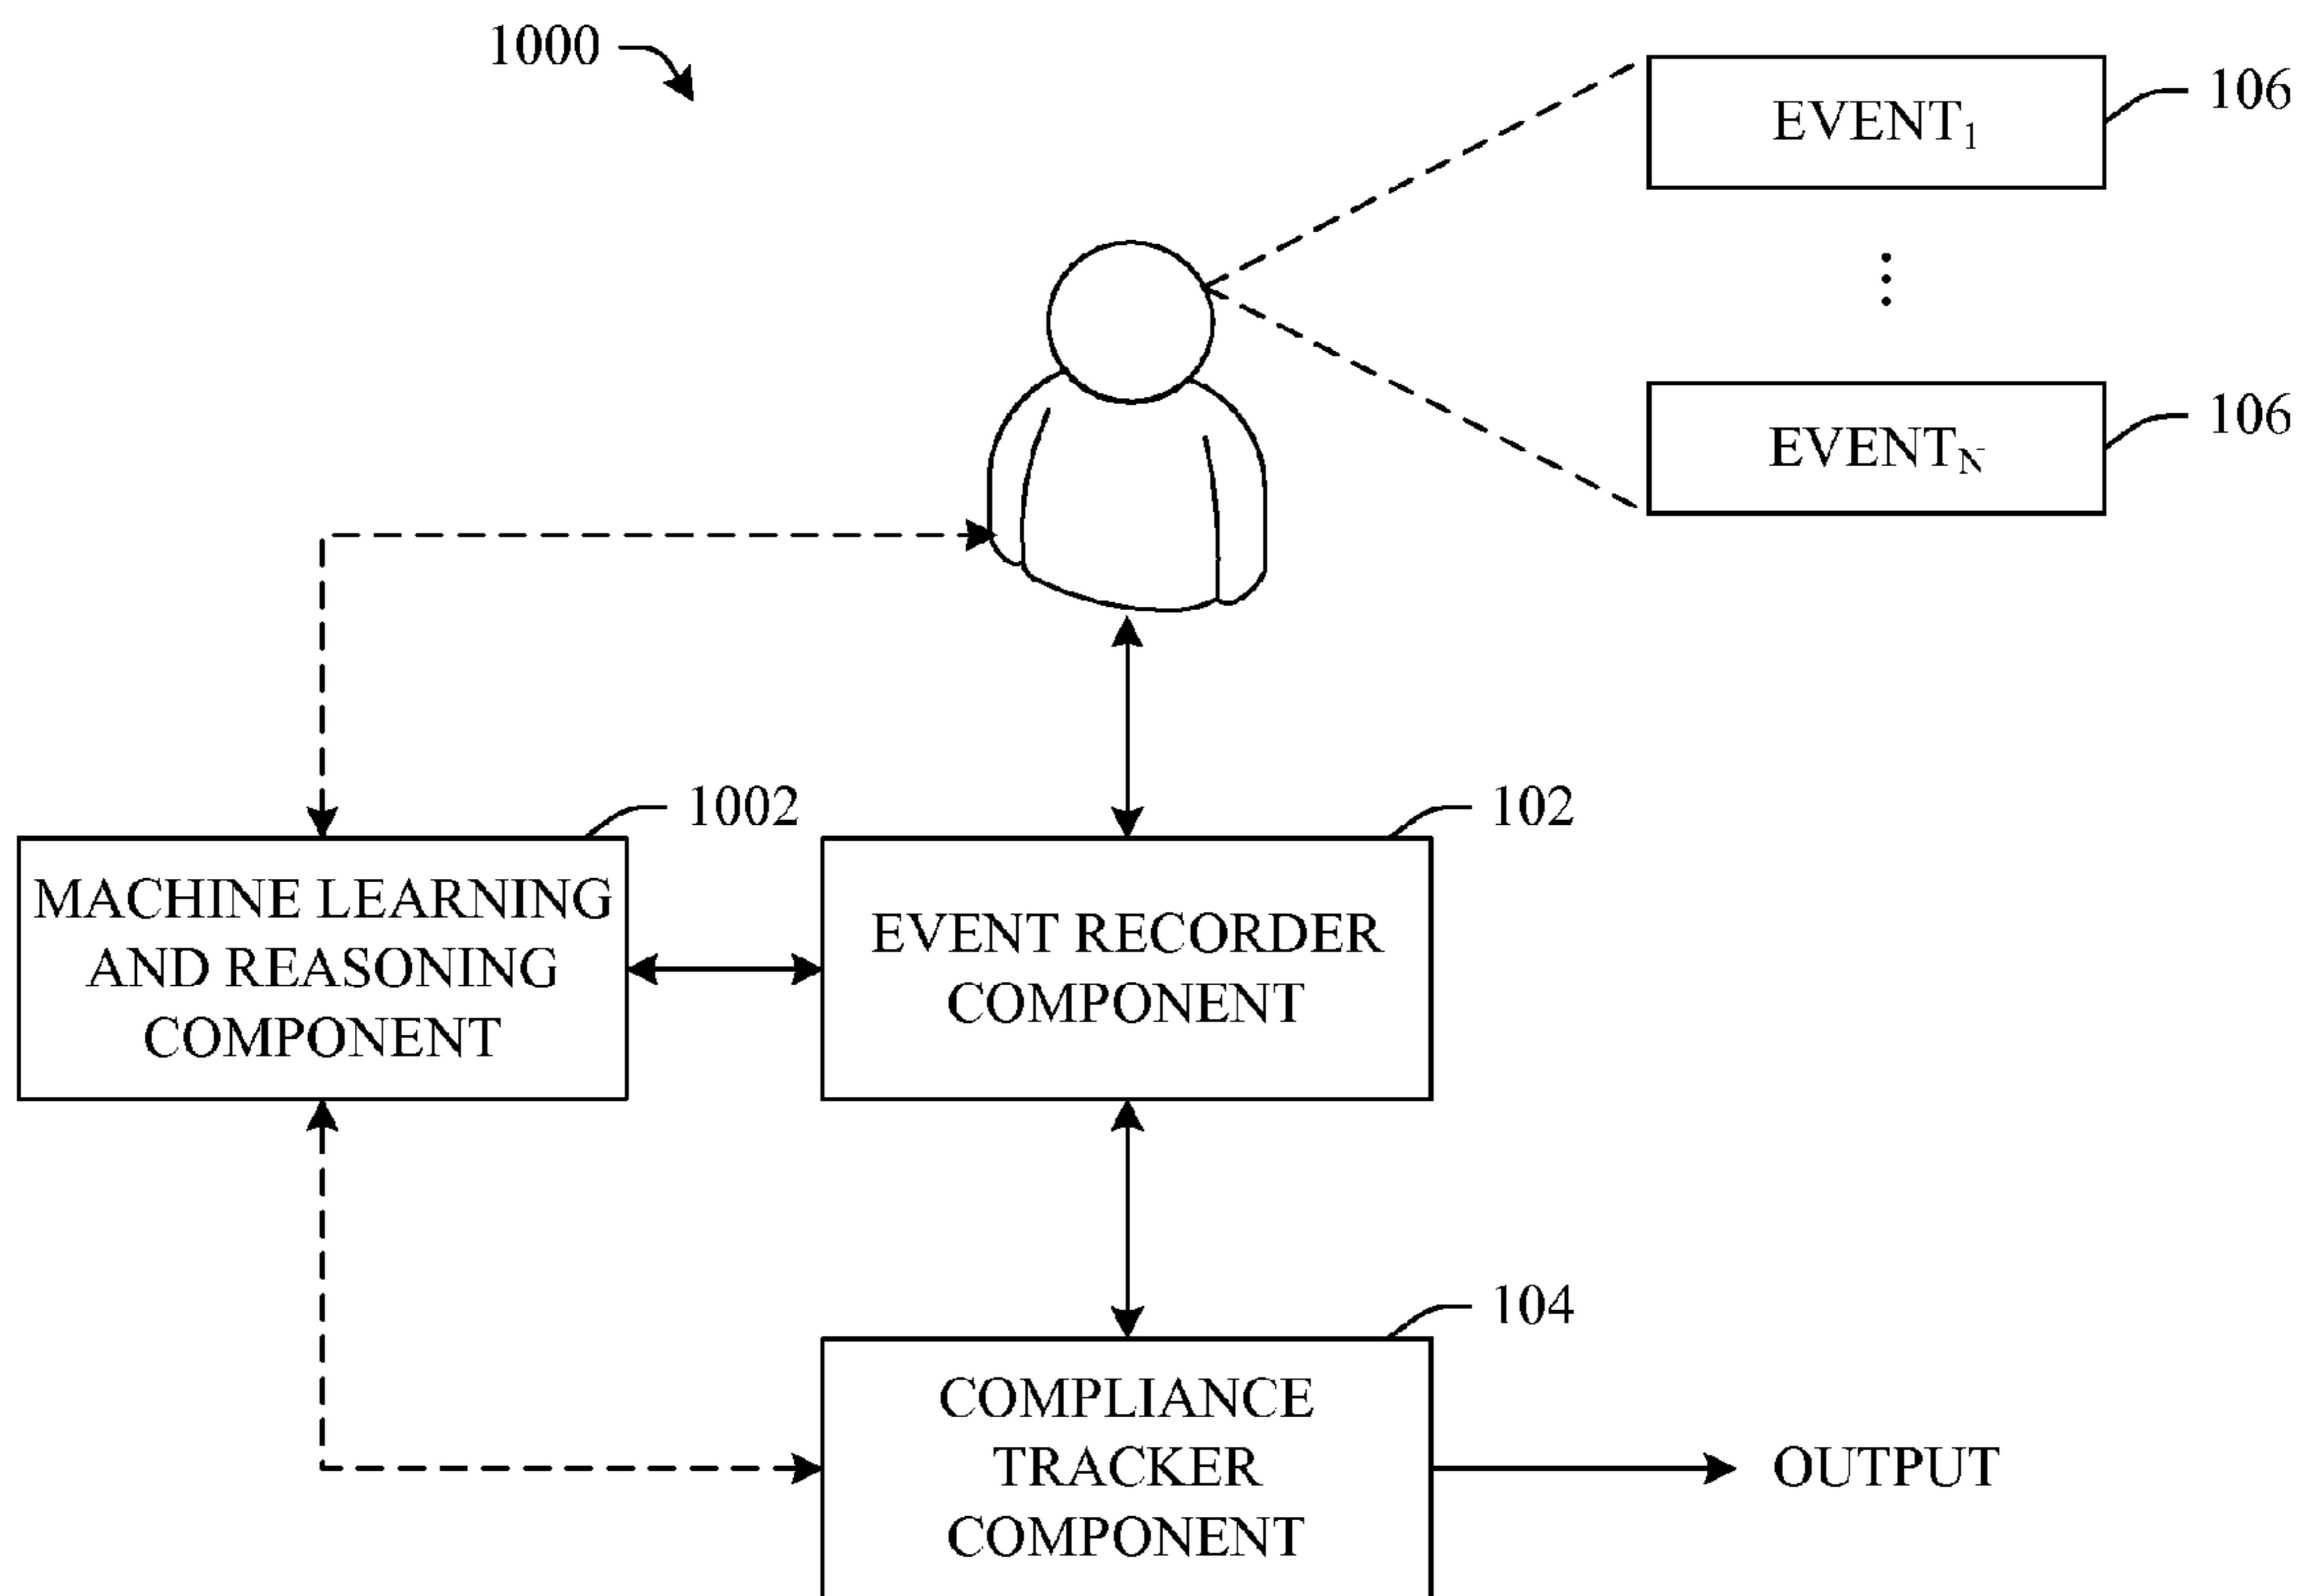 1000
EVENT1
106
EVENTN
106
1002
102
MACHINE LEARNING
AND REASONING
COMPONENT
EVENT RECORDER
COMPONENT
104
COMPLIANCE
TRACKER
COMPONENT
OUTPUT